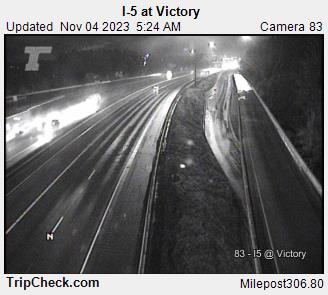 I-5 at Victory
Updated Nov 04 2023 5:24 AM Camera 83
T
N
83 - I5 @ Victory
TripCheck.com Milepost306.80